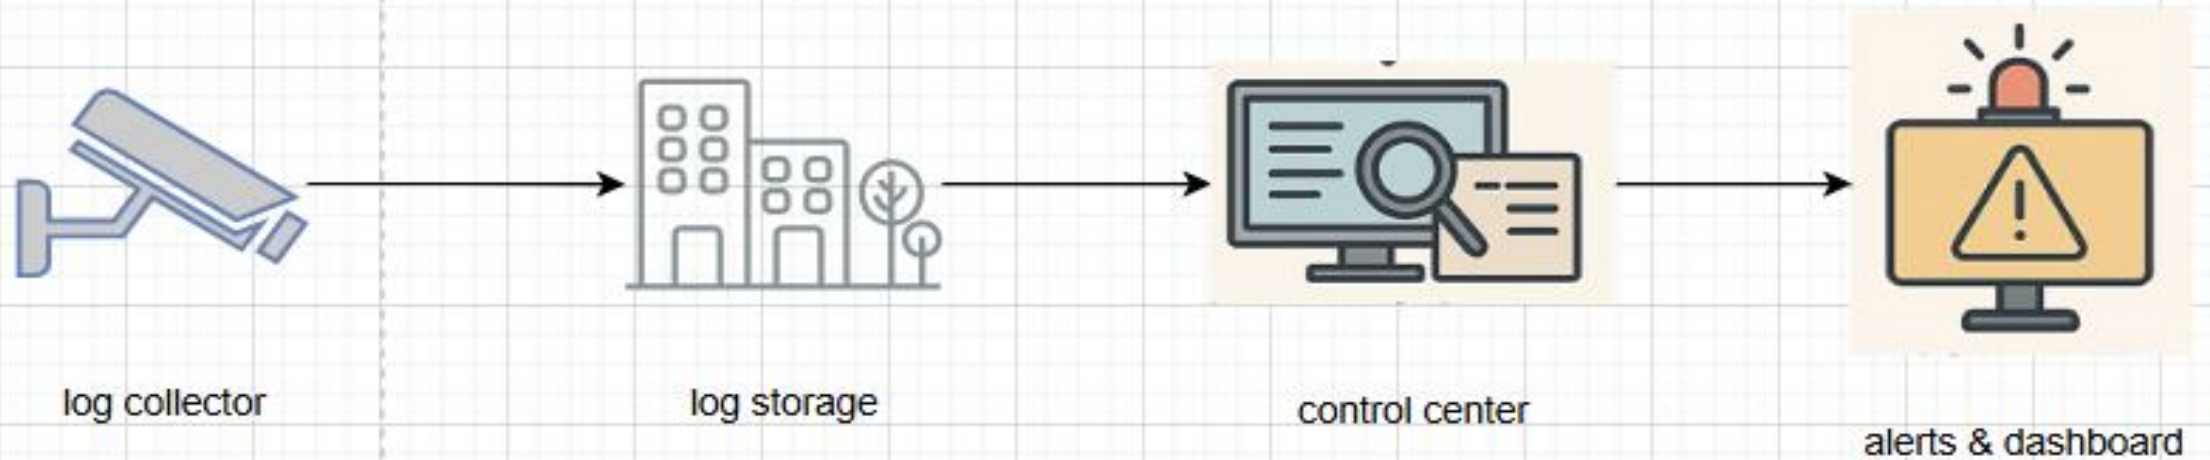 log collector
log storage
control center
alerts & dashboard